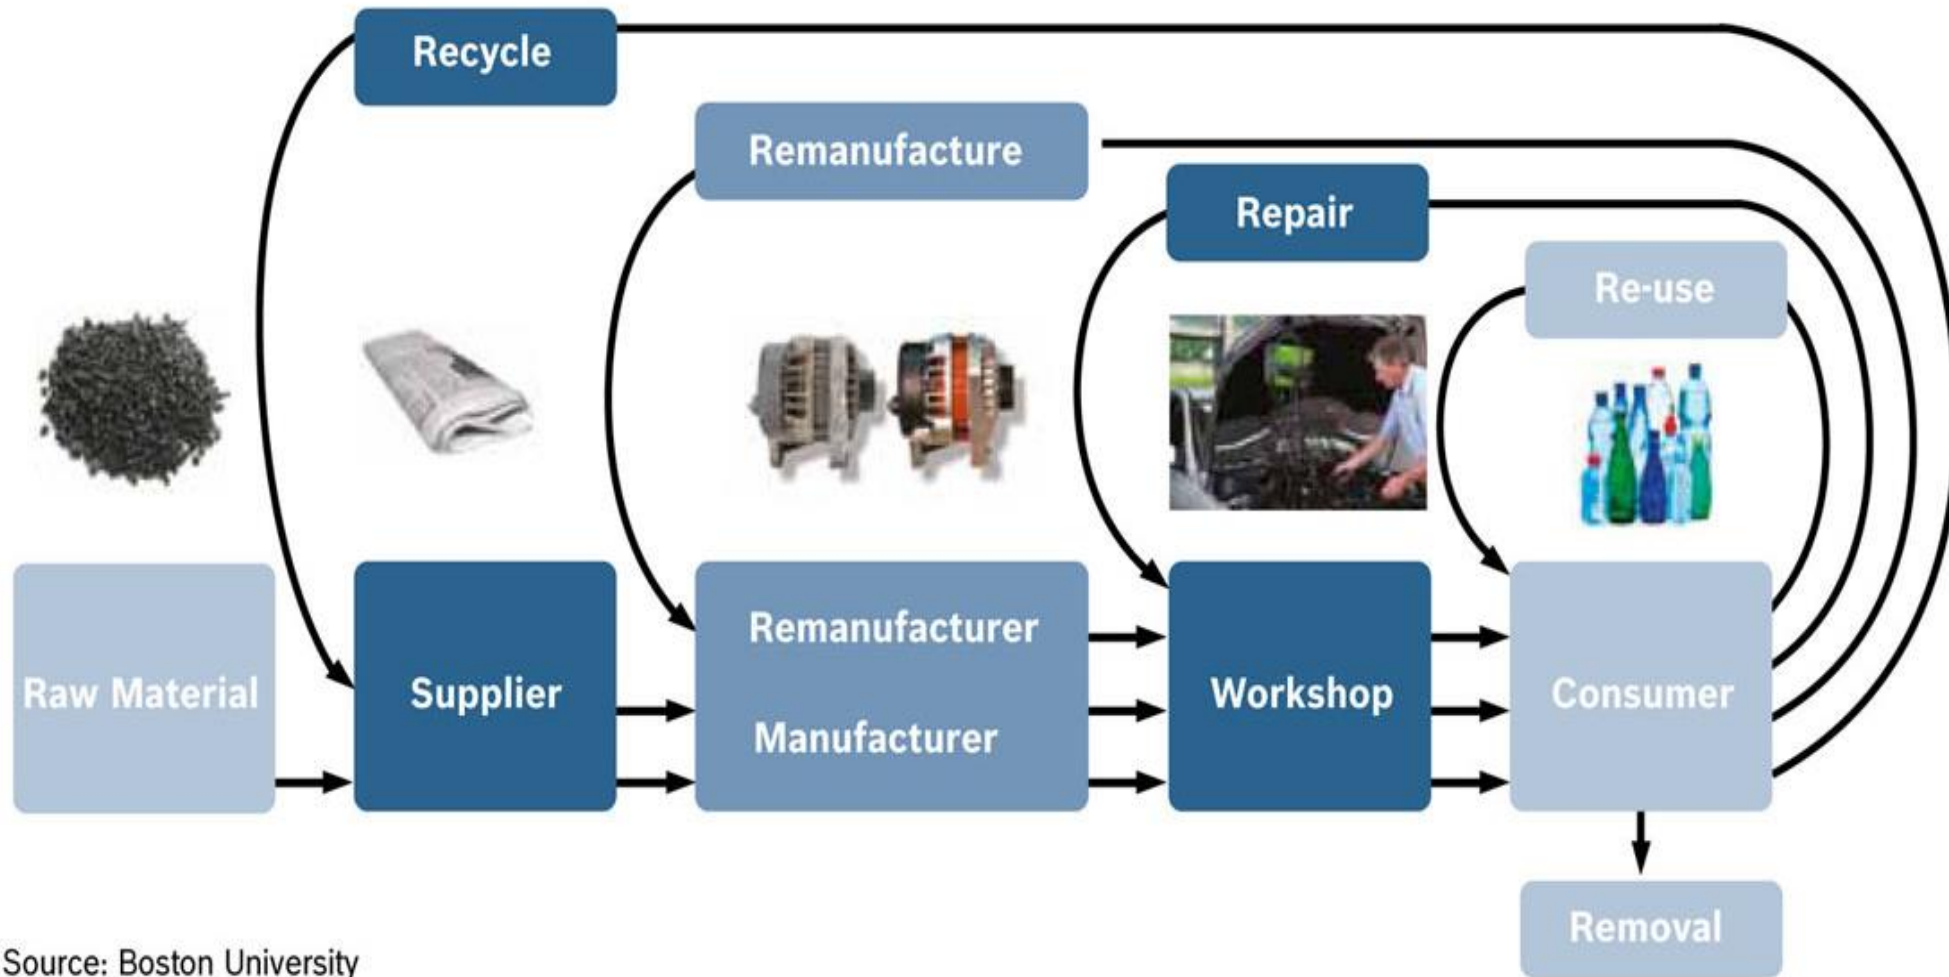 Recycle
Remanufacture
Repair
Re-use
Raw Material
Supplier
Remanufacturer
Manufacturer
Workshop
Consumer
Removal
Source: Boston University